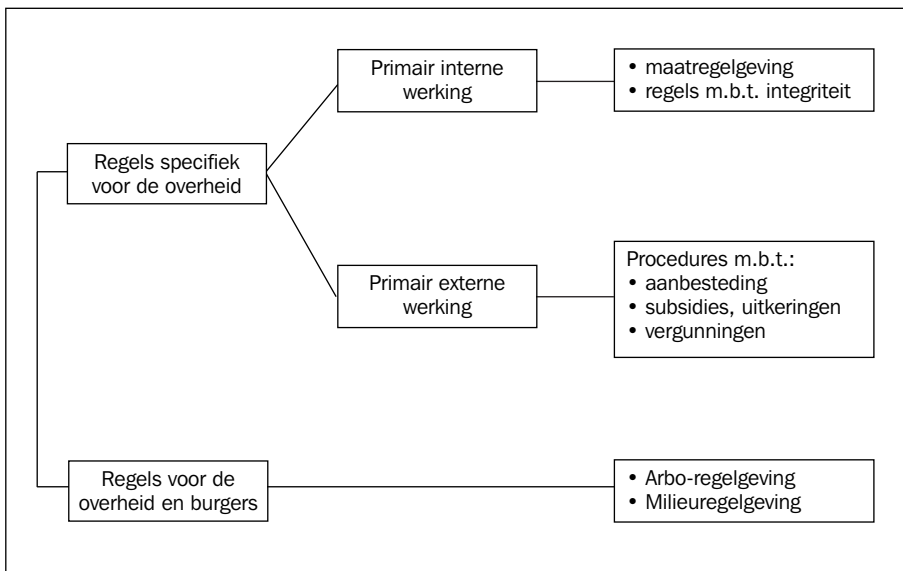 Primair interne
werking
• maatregelgeving
• regels m.b.t. integriteit
Regels specifiek
voor de overheid
Primair externe
werking
Procedures m.b.t.:
• aanbesteding
• subsidies, uitkeringen
• vergunningen
Regels voor de
overheid en burgers
• Arbo-regelgeving
• Milieuregelgeving